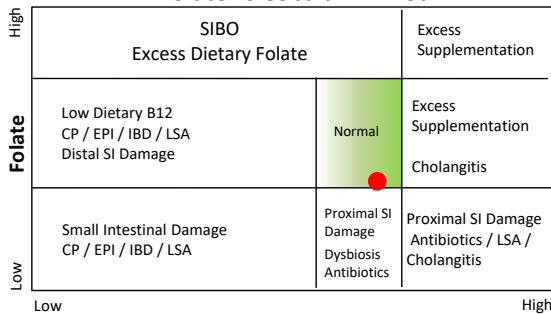 High
SIBO
Excess Dietary Folate
Excess
Supplementation
Folate
Low Dietary B12
CP / EPI / IBD / LSA
Distal SI Damage
Normal
Excess
Supplementation
Cholangitis
Small Intestinal Damage
CP / EPI / IBD / LSA
Proximal SI
Damage
Dysbiosis
Antibiotics
Proximal SI Damage
Antibiotics / LSA /
Cholangitis
Low
Low
High